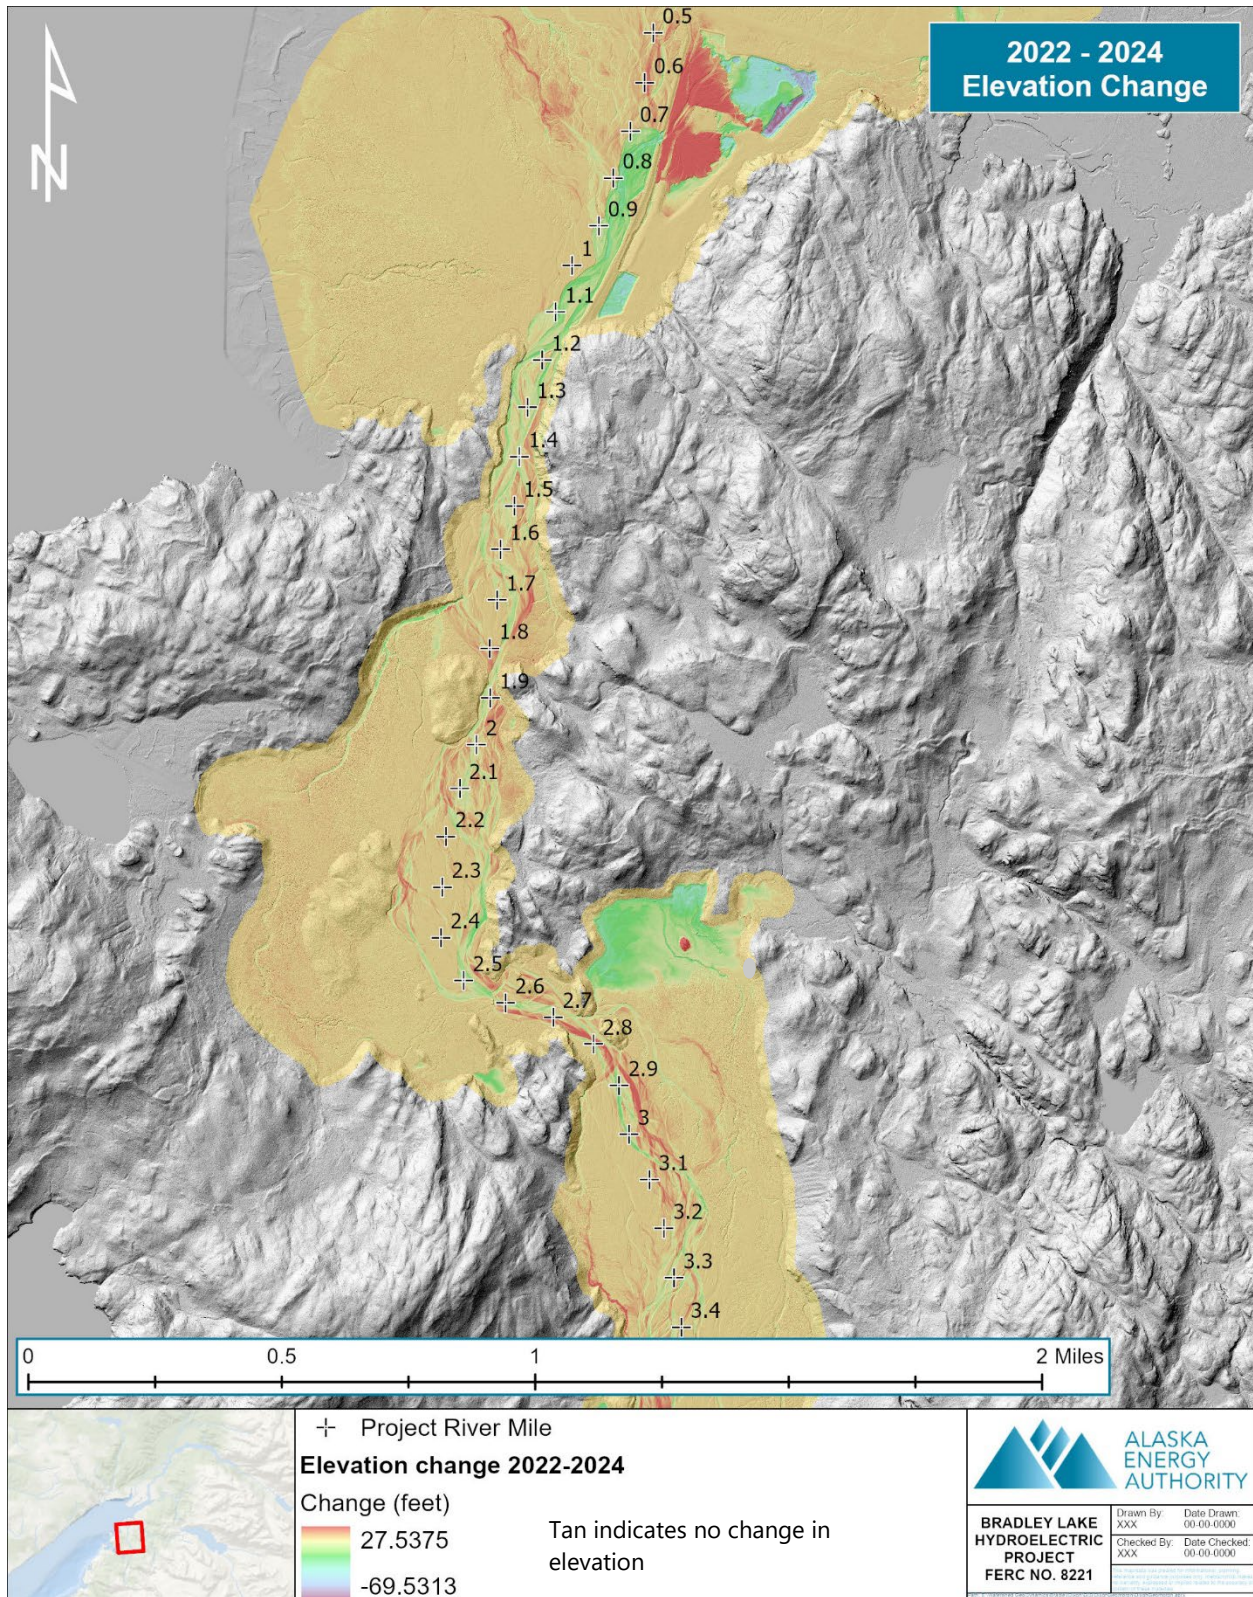 2022 - 2024
Elevation Change
N
0.5
0.6
0.7
0.8
0.9
1
1.1
1.2
1.3
1.4
1.5
1.6
1.7
1.8
1.9
2
2.1
2.2
2.3
2.4
2.5
2.6
2.7
2.8
2.9
3
3.1
3.2
3.3
3.4
0 0.5 1 2 Miles
Project River Mile
Elevation change 2022-2024
Change (feet)
27.5375
-69.5313
Tan indicates no change in
elevation
ALASKA
ENERGY
AUTHORITY
BRADLEY LAKE
HYDROELECTRIC
PROJECT
FERC NO. 8221
Drawn By: Date Drawn:
XXX 00-00-0000
Checked By: Date Checked:
XXX 00-00-0000